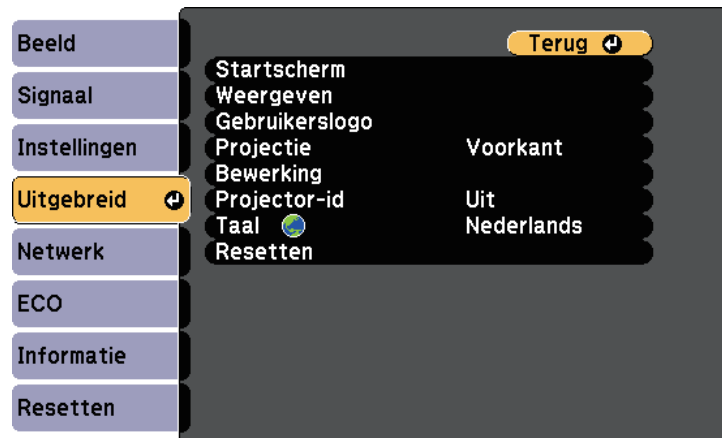 Beeld
Signaal
Instellingen
Uitgebreid
Netwerk
ECO
Informatie
Resetten
Terug
Startscherm
Weergeven
Gebruikerslogo
Projectie Voorkant
Bewerking
Projector-id Uit
Taal Nederlands
Resetten